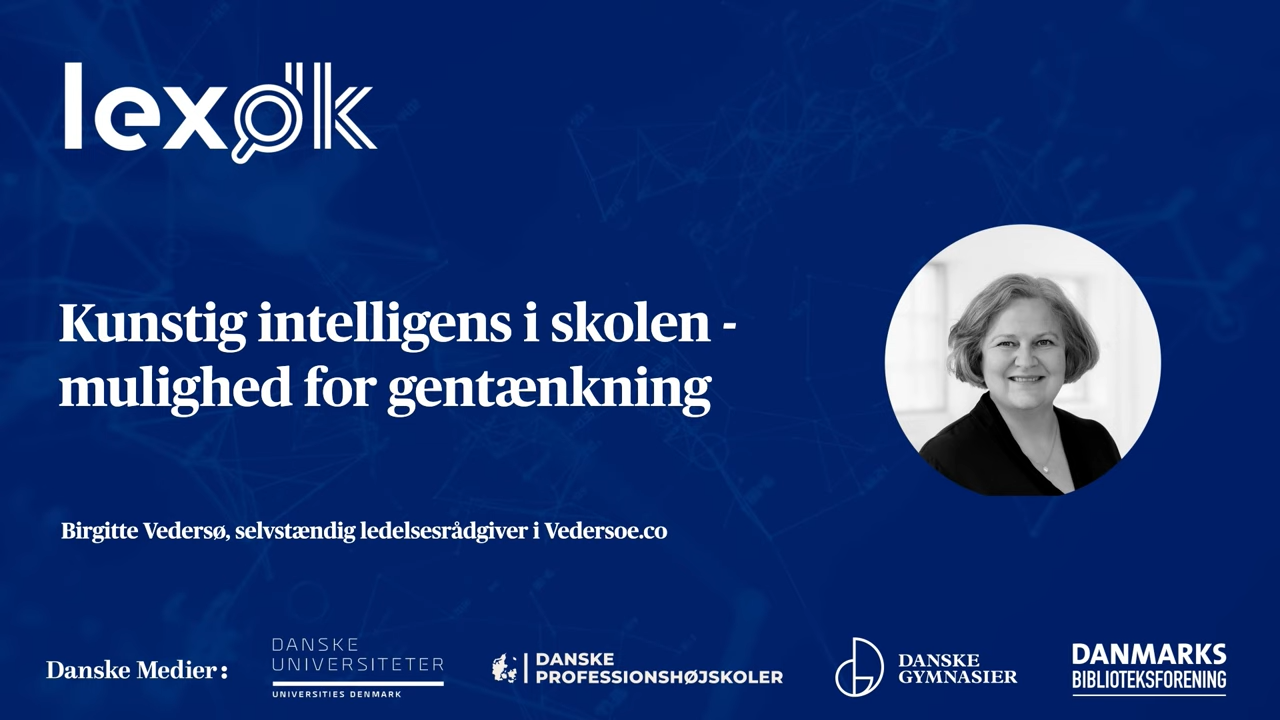 lex.dk
Kunstig intelligens i skolen -
mulighed for gentænkning
Birgitte Vedersø, selvstændig ledelsesrådgiver i Vedersoe.co
Danske Medier:
DANSKE
UNIVERSITETER
UNIVERSITIES DENMARK
DANSKE
PROFESSIONSHØJSKOLER
DANSKE
GYMNASIER
DANMARKS
BIBLIOTEKSFORENING